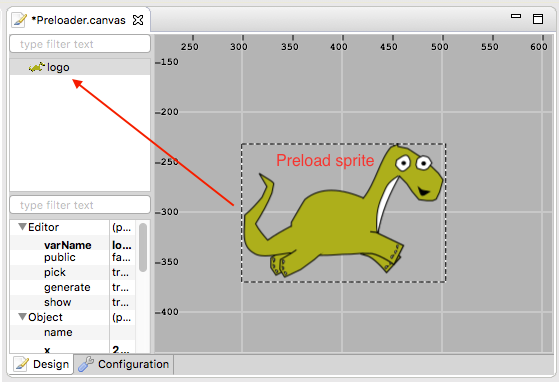 *Preloader.canvas
type filter text
logo
250 300 350 400 450 500 550 600
-150
-200
-250
-300
-350
-400
Preload sprite
type filter text
Editor (p...
varName lo...
public fa...
pick tr...
generate tr...
show tr...
Object (p...
name
x 2...
Design Configuration